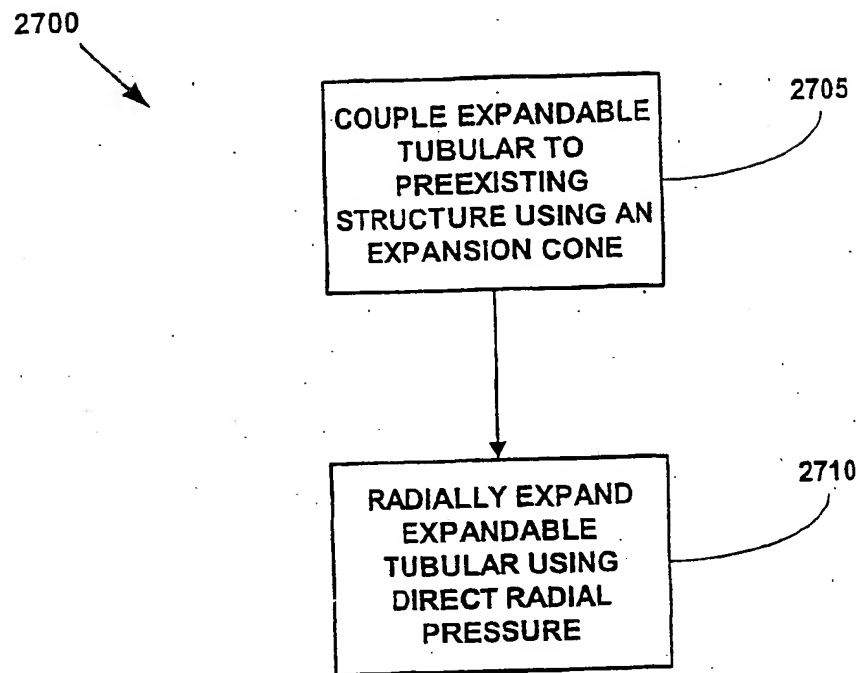 2700
2705
COUPLE EXPANDABLE
TUBULAR TO
PREEXISTING
STRUCTURE USING AN
EXPANSION CONE
2710
RADIALLY EXPAND
EXPANDABLE
TUBULAR USING
DIRECT RADIAL
PRESSURE